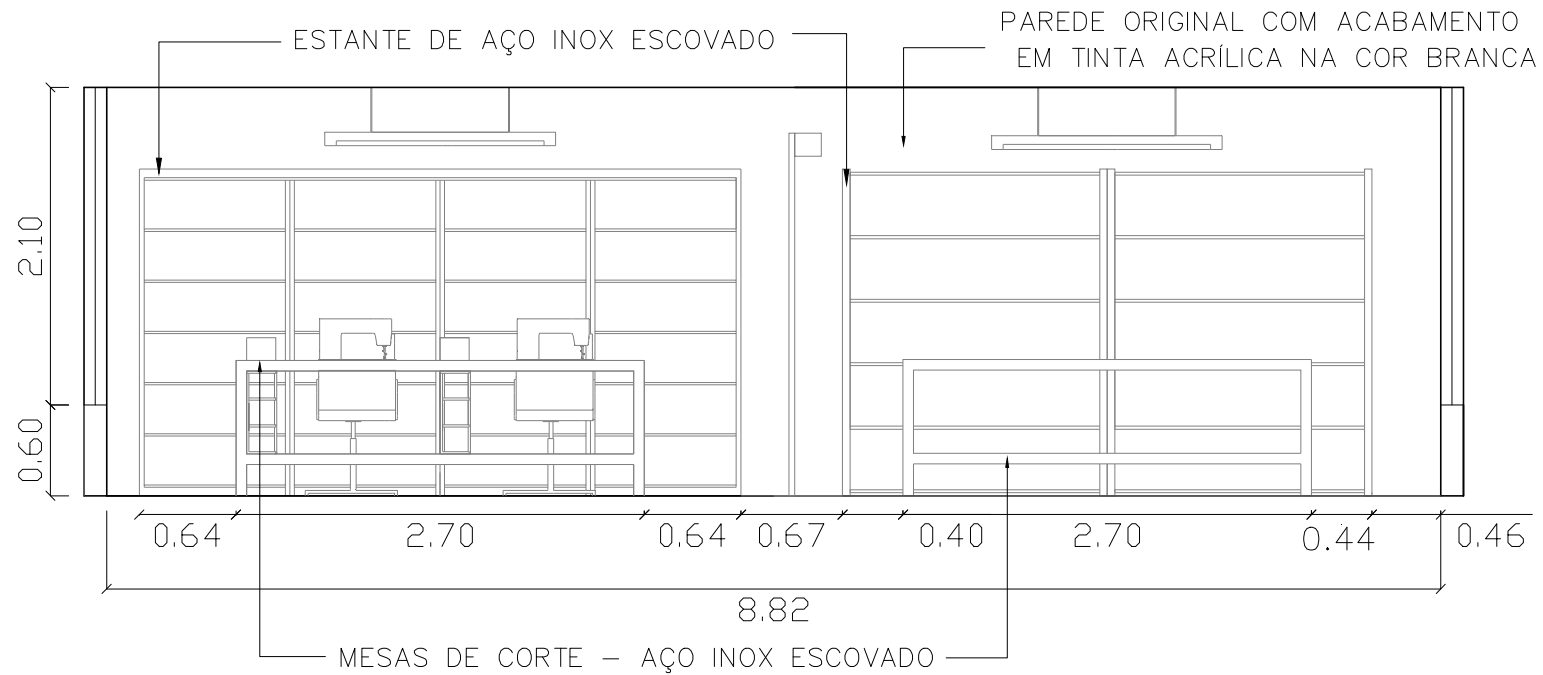 PAREDE ORIGINAL COM ACABAMENTO
EM TINTA ACRÍLICA NA COR BRANCA
ESTANTE DE AÇO INOX ESCOVADO
2.10
0.60
0.64 2.70 0.64 0.67 0.40 2.70 0.44 0.46
8.82
MESAS DE CORTE – AÇO INOX ESCOVADO